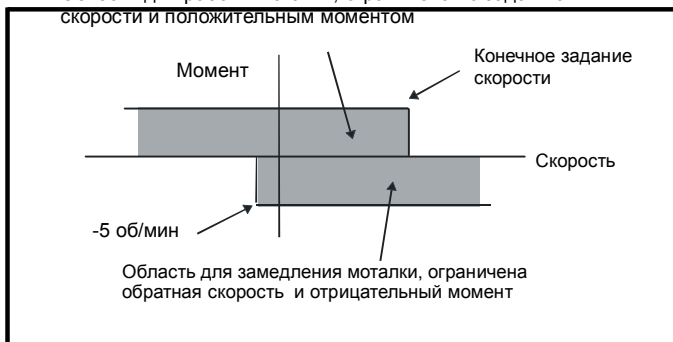 скорости и положительным моментом
Конечное задание
скорости
Момент
Скорость
-5 об/мин
Область для замедления моталки, ограничена
обратная скорость и отрицательный момент